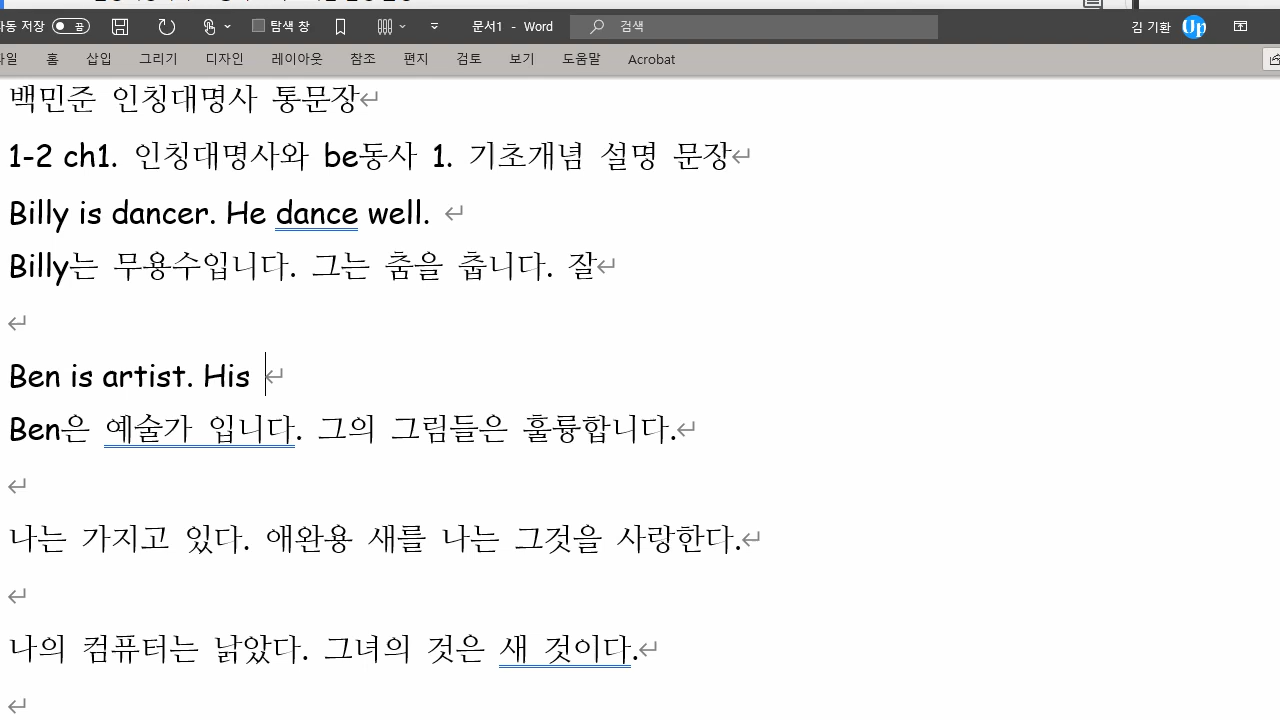 동 저장
탐색 창
문서1 - Word
검색
김 기환
Up
홈 삽입 그리기 디자인 레이아웃 참조 편지 검토 보기 도움말 Acrobat
백민준 인칭대명사 통문장
1-2 ch1. 인칭대명사와 be동사 1. 기초개념 설명 문장
Billy is dancer. He dance well.
Billy는 무용수입니다. 그는 춤을 춥니다. 잘
Ben is artist. His
Ben은 예술가 입니다. 그의 그림들은 훌륭합니다.
나는 가지고 있다. 애완용 새를 나는 그것을 사랑한다.
나의 컴퓨터는 낡았다. 그녀의 것은 새 것이다.